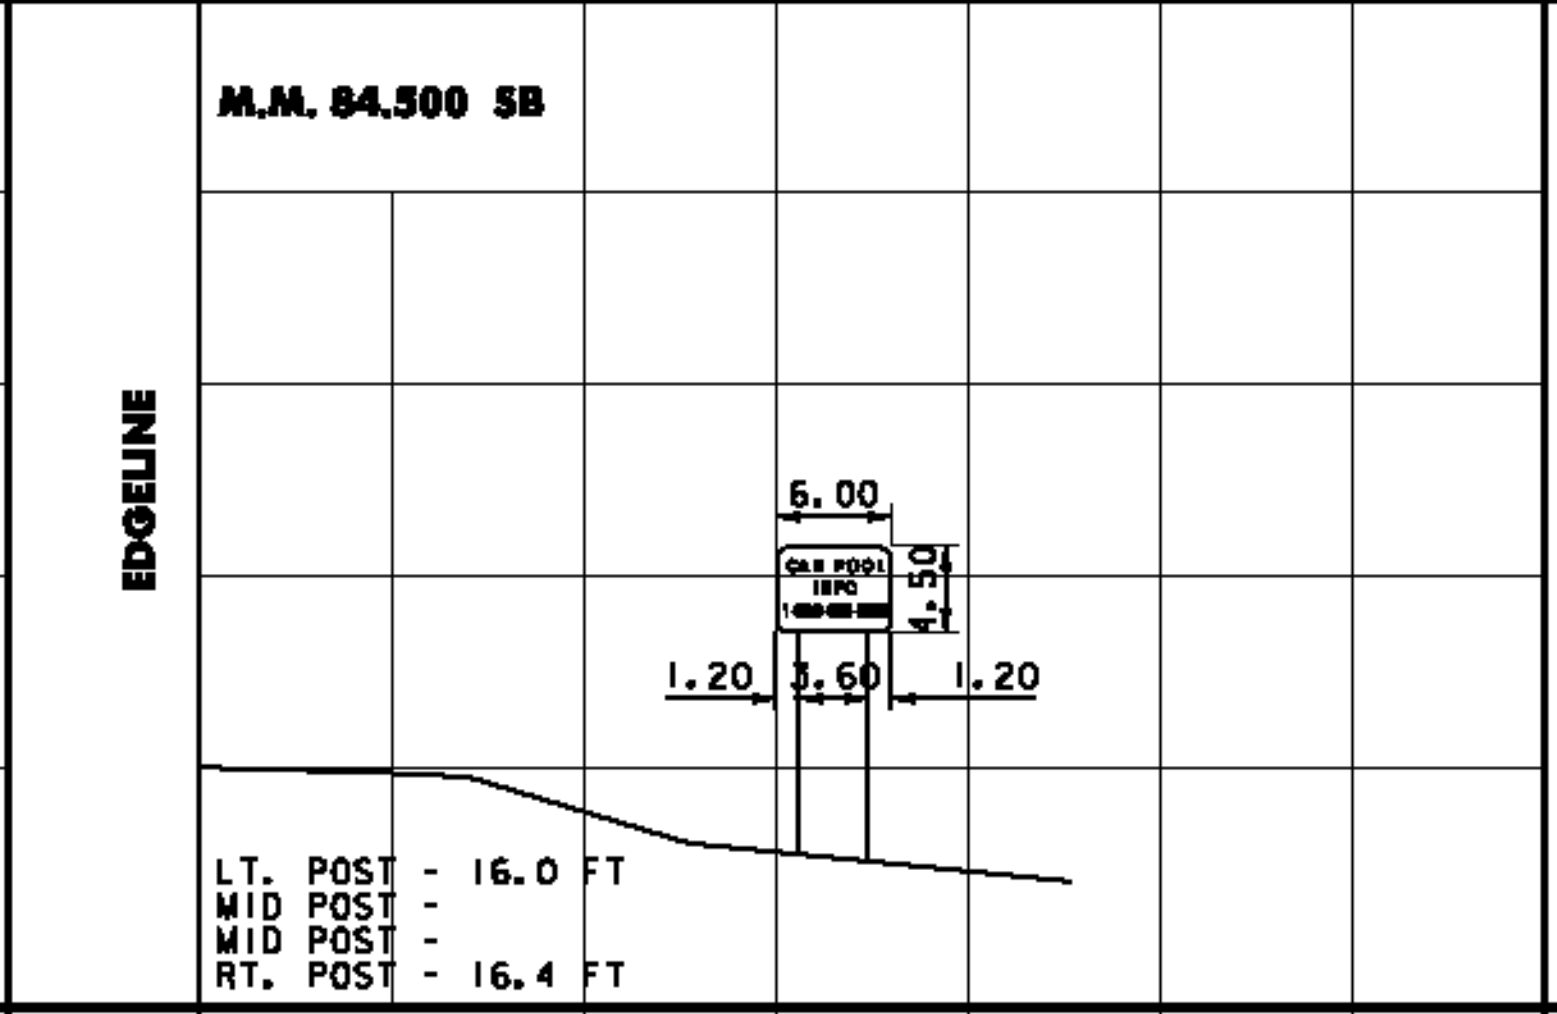 M.M. 84.500 SB
EDGELINE
6.00
CAR POOL
INFO
4.50
1.20 3.60 1.20
LT. POST - 16.0 FT
MID POST -
MID POST -
RT. POST - 16.4 FT